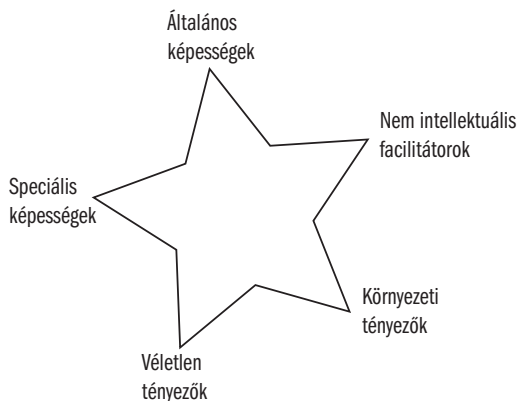 Általános
képességek
Nem intellektuális
facilitátorok
Speciális
képességek
Környezeti
tényezők
Véletlen
tényezők